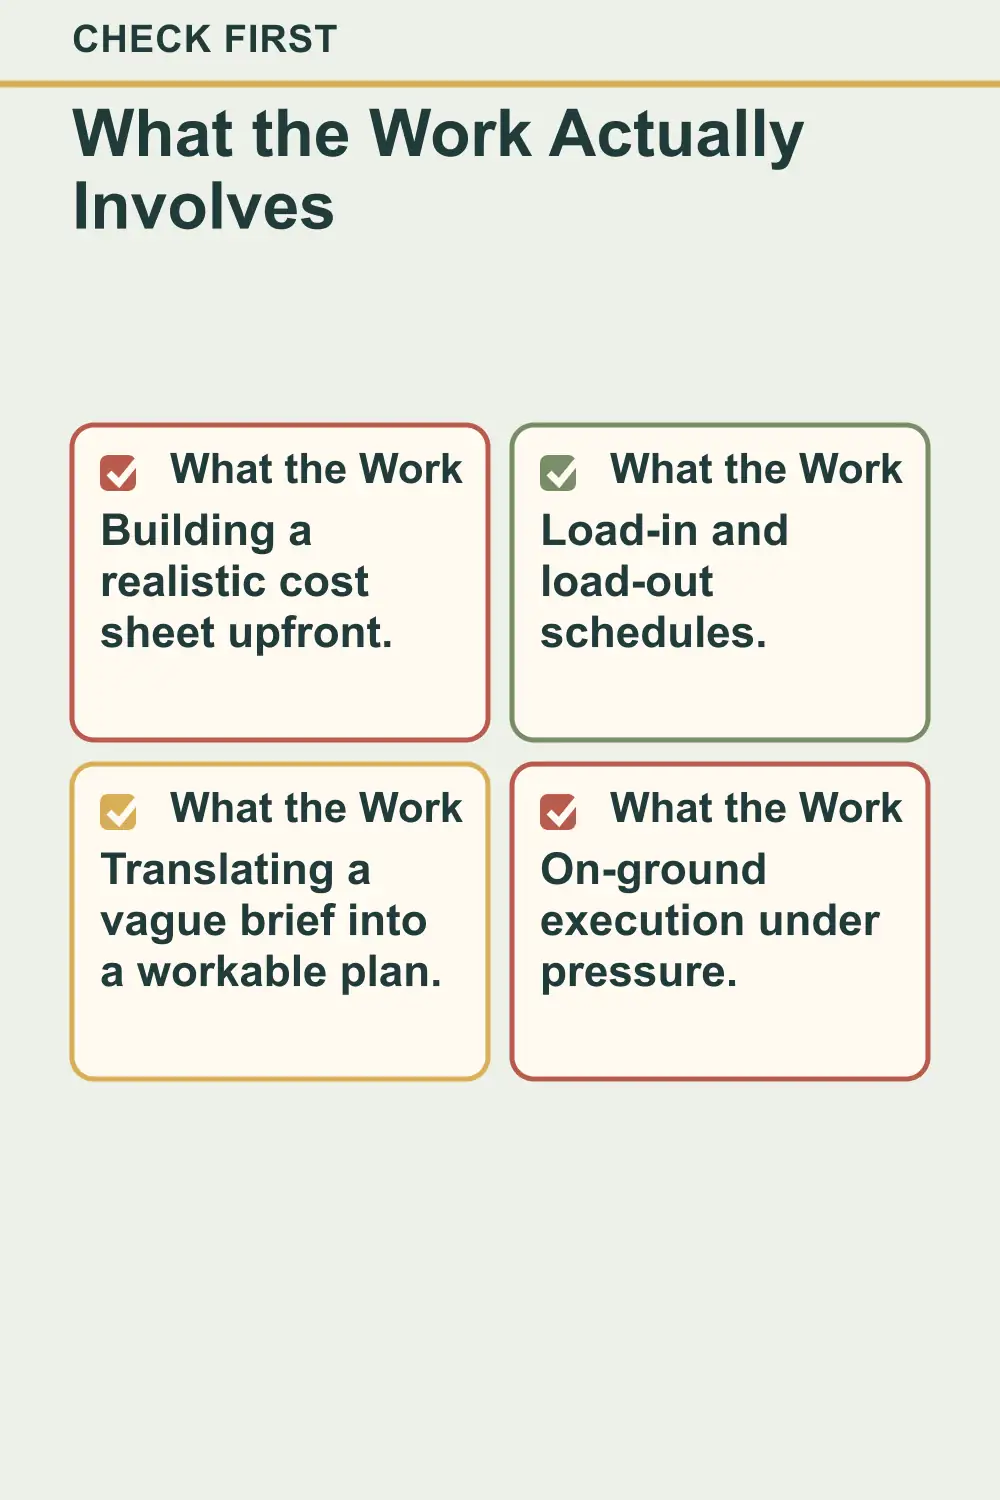 CHECK FIRST
What the Work Actually
Involves
What the Work
Building a
realistic cost
sheet upfront.
What the Work
Load-in and
load-out
schedules.
What the Work
Translating a
vague brief into
a workable plan.
What the Work
On-ground
execution under
pressure.